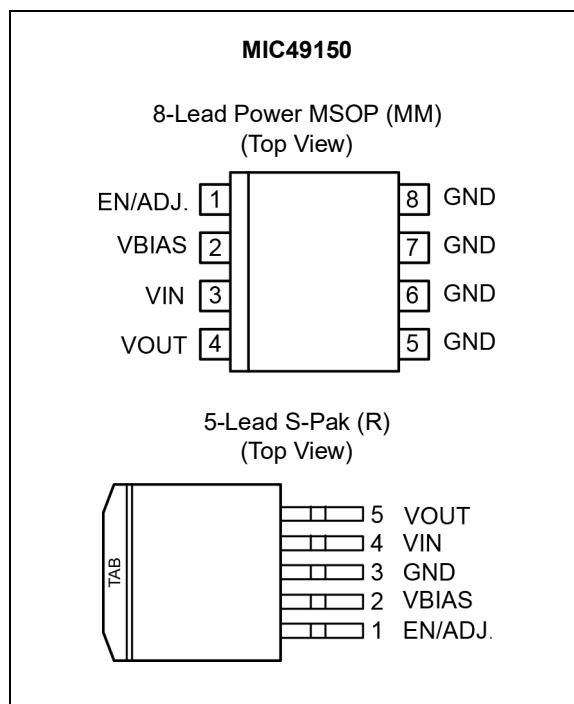 MIC49150
8-Lead Power MSOP (MM)
(Top View)
EN/ADJ. 1 8 GND
VBIAS 2 7 GND
VIN 3 6 GND
VOUT 4 5 GND
5-Lead S-Pak (R)
(Top View)
TAB
5 VOUT
4 VIN
3 GND
2 VBIAS
1 EN/ADJ.